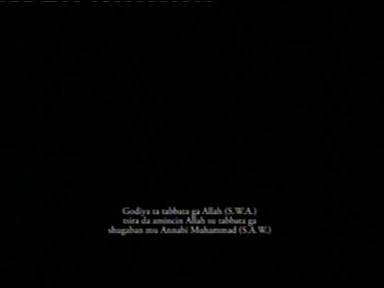 Godiya ta tabbata ga Allah (S.W.A.)
tsira da amincin Allah su tabbata ga
shugaban mu Annabi Muhammad (S.A.W.)